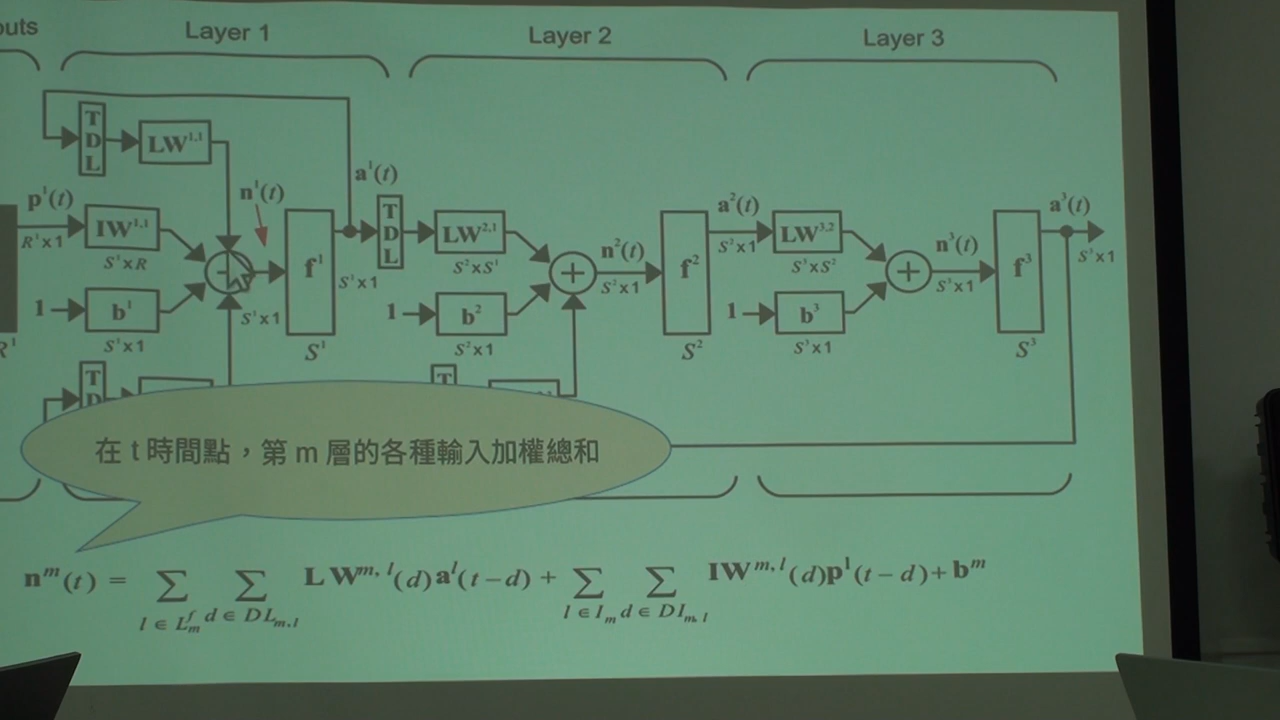 Layer 1
Layer 2
Layer 3
TDL
LW¹,¹
p¹(t)
R¹x1
IW¹,¹
S¹xR
n¹(t)
1
b¹
S¹x1
S¹x1
f¹
S¹
a¹(t)
S¹x1
TDL
LW²,¹
S²xS¹
1
b²
S²x1
n²(t)
S²x1
f²
S²
a²(t)
S²x1
LW³,²
S³xS²
1
b³
S³x1
n³(t)
S³x1
f³
S³
a³(t)
S³x1
R¹
T
D
T
在 t 時間點，第 m 層的各種輸入加權總和
nᵐ(t) = ∑ ∑ LWᵐ,ˡ(d)aˡ(t–d) + ∑ ∑ IWᵐ,ˡ(d)pˡ(t–d)+bᵐ
l ∈ Lᶠₘ d ∈ DLₘ,ₗ l ∈ Iₘ d ∈ DIₘ,ₗ